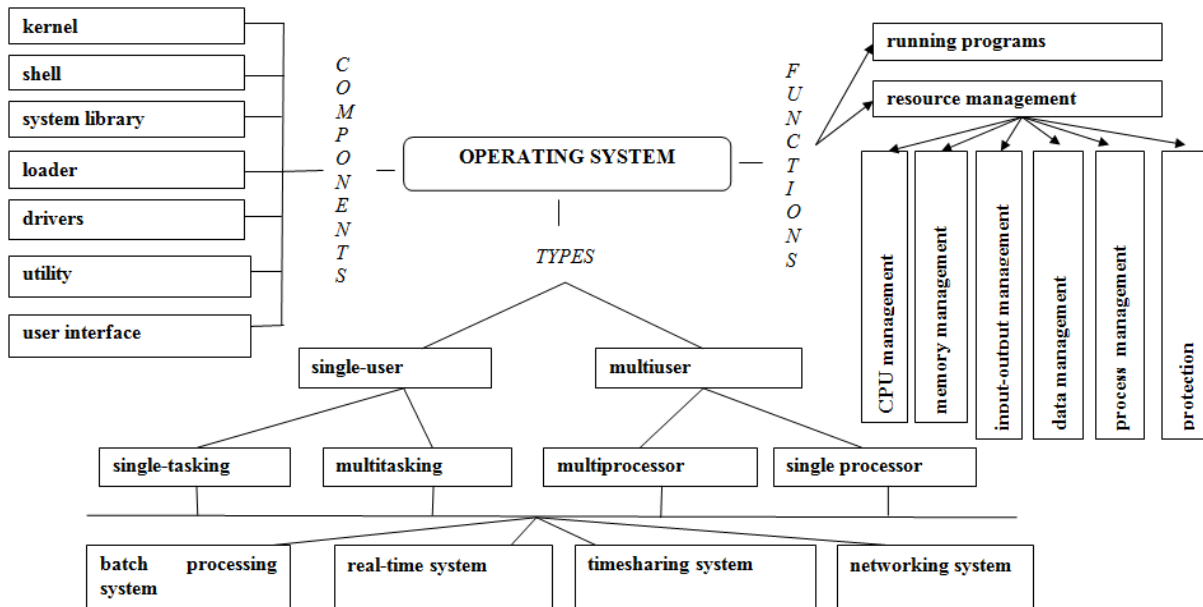 kernel
shell
system library
loader
drivers
utility
user interface
COMPONENTS
OPERATING SYSTEM
FUNCTIONS
running programs
resource management
CPU management
memory management
input-output management
data management
process management
protection
TYPES
single-user
multiuser
single-tasking
multitasking
multiprocessor
single processor
batch processing
system
real-time system
timesharing system
networking system